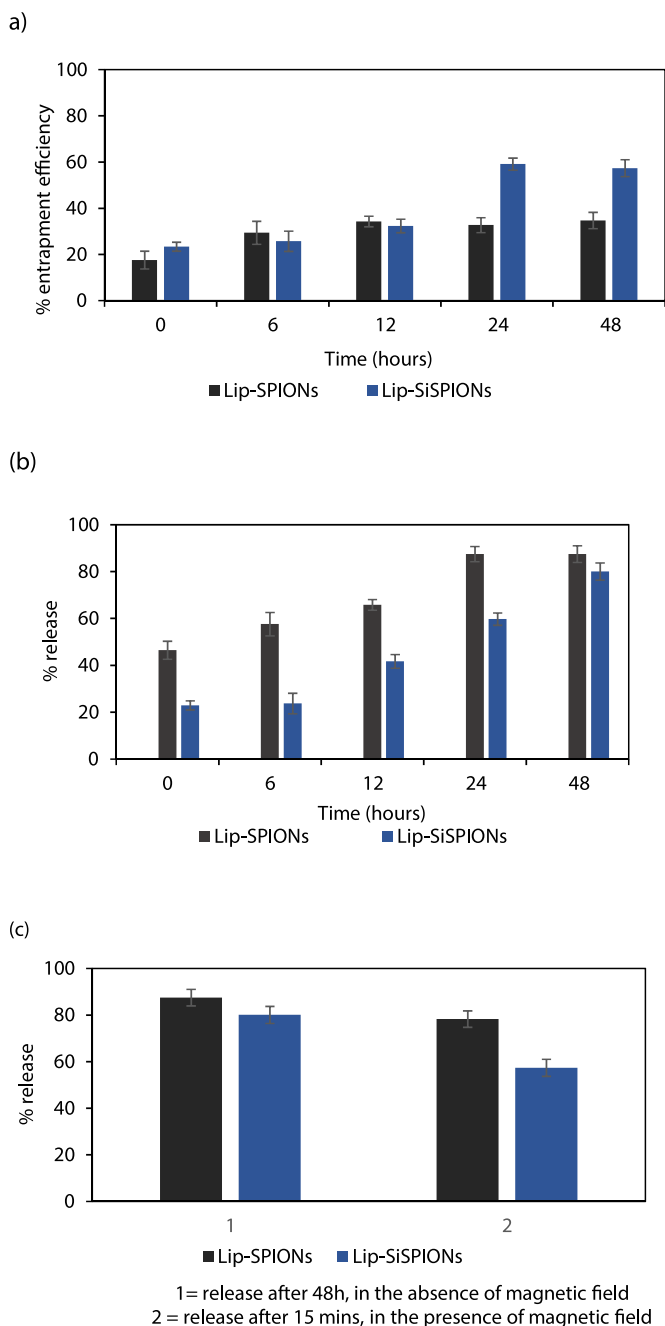 a)
100
80
60
40
20
0
% entrapment efficiency
0 6 12 24 48
Time (hours)
Lip-SPIONs Lip-SiSPIONs
(b)
100
80
60
40
20
0
% release
0 6 12 24 48
Time (hours)
Lip-SPIONs Lip-SiSPIONs
(c)
100
80
60
40
20
0
% release
1 2
Lip-SPIONs Lip-SiSPIONs
1= release after 48h, in the absence of magnetic field
2 = release after 15 mins, in the presence of magnetic field